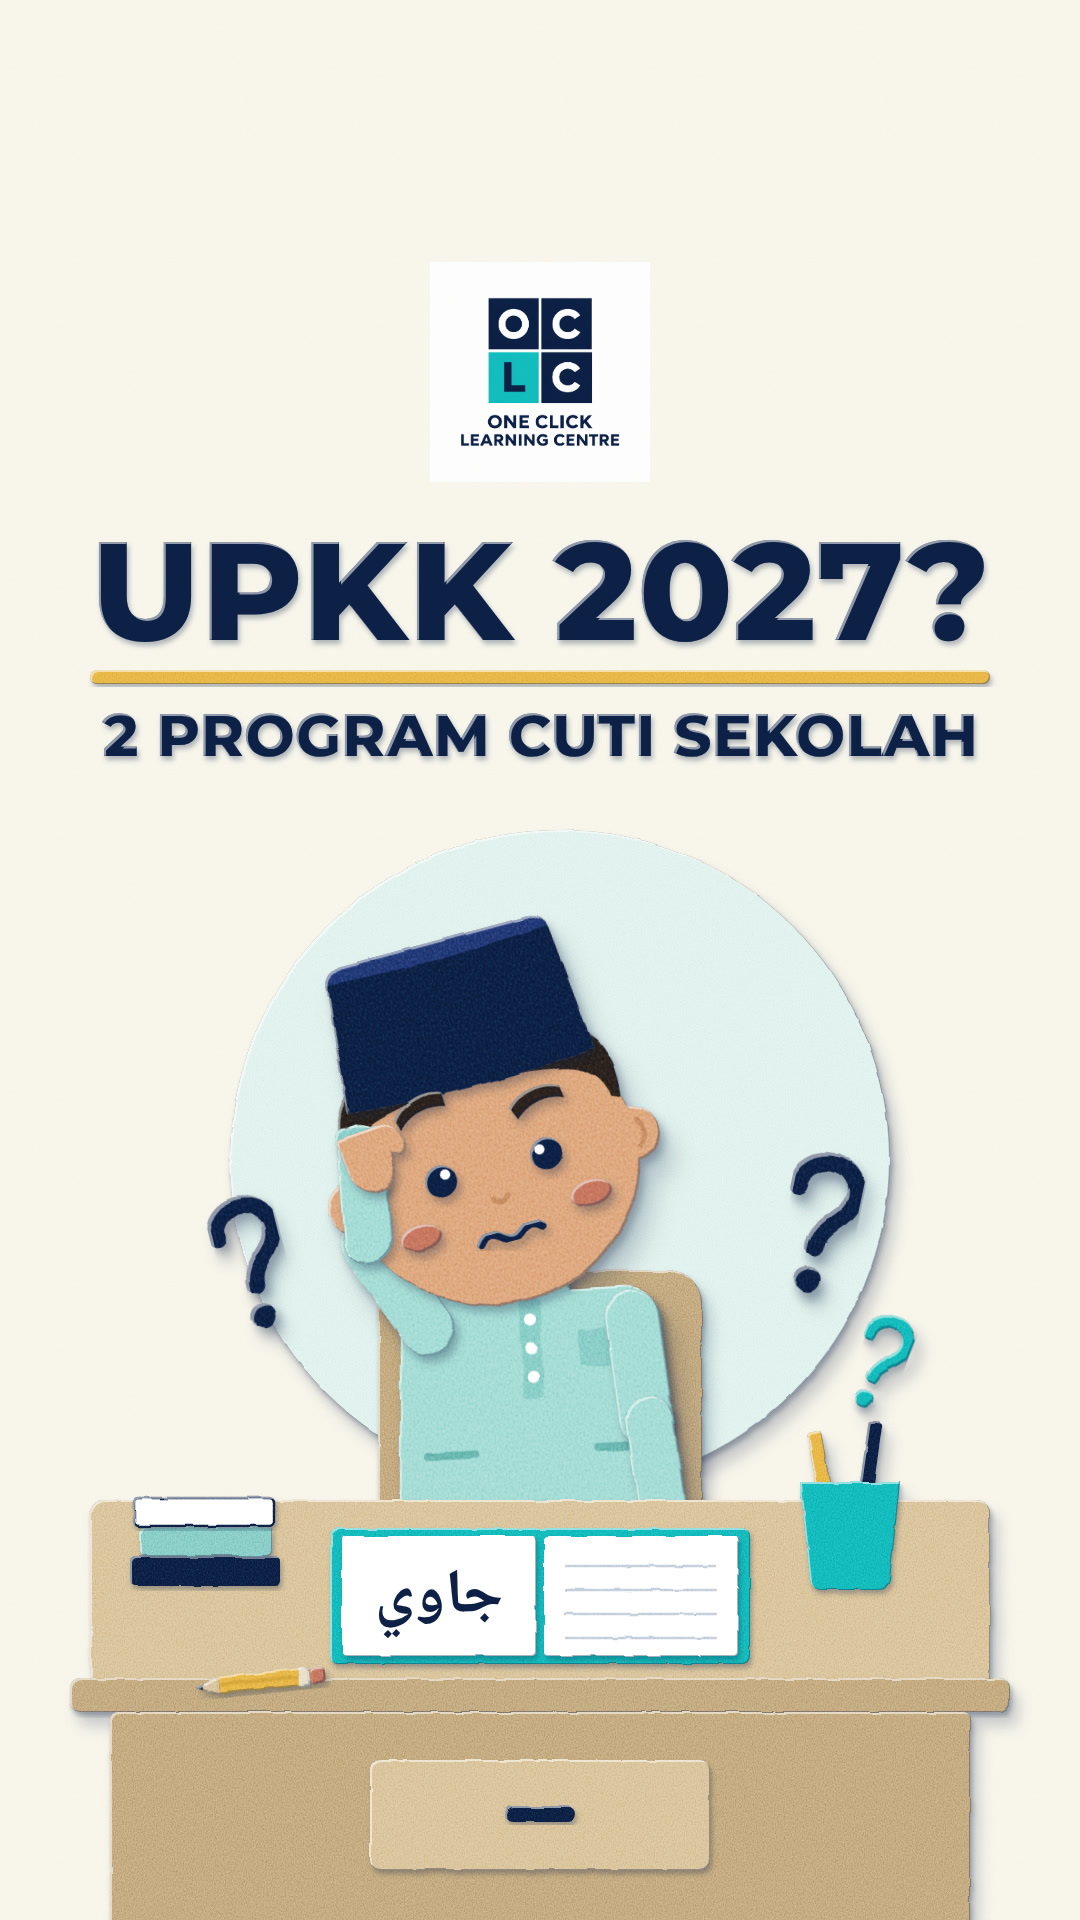 O C
L C
ONE CLICK
LEARNING CENTRE
UPKK 2027?
2 PROGRAM CUTI SEKOLAH
? ? ?
جاوي